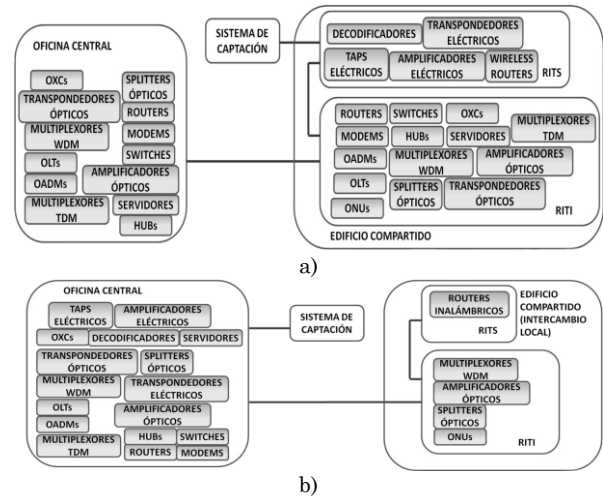 OFICINA CENTRAL
OXCs
SPLITTERS
ÓPTICOS
TRANSPONDEDORES
ÓPTICOS
ROUTERS
MULTIPLEXORES
WDM
MODEMS
SWITCHES
OLTs
AMPLIFICADORES
ÓPTICOS
OADMs
MULTIPLEXORES
TDM
SERVIDORES
HUBs
SISTEMA DE
CAPTACIÓN
DECODIFICADORES
TRANSPONDEDORES
ELÉCTRICOS
TAPS
ELÉCTRICOS
AMPLIFICADORES
ELÉCTRICOS
WIRELESS
ROUTERS
RITS
ROUTERS
SWITCHES
OXCs
MULTIPLEXORES
TDM
MODEMS
HUBs
SERVIDORES
OADMs
MULTIPLEXORES
WDM
AMPLIFICADORES
ÓPTICOS
OLTs
SPLITTERS
ÓPTICOS
TRANSPONDEDORES
ÓPTICOS
ONUs
RITI
EDIFICIO COMPARTIDO
a)
OFICINA CENTRAL
TAPS
ELÉCTRICOS
AMPLIFICADORES
ELÉCTRICOS
OXCs
DECODIFICADORES
SERVIDORES
TRANSPONDEDORES
ÓPTICOS
SPLITTERS
ÓPTICOS
MULTIPLEXORES
WDM
TRANSPONDEDORES
ELÉCTRICOS
OLTs
AMPLIFICADORES
ÓPTICOS
OADMs
MULTIPLEXORES
TDM
HUBs
SWITCHES
ROUTERS
MODEMS
SISTEMA DE
CAPTACIÓN
ROUTERS
INALÁMBRICOS
RITS
EDIFICIO
COMPARTIDO
(INTERCAMBIO
LOCAL)
MULTIPLEXORES
WDM
AMPLIFICADORES
ÓPTICOS
SPLITTERS
ÓPTICOS
ONUs
RITI
b)